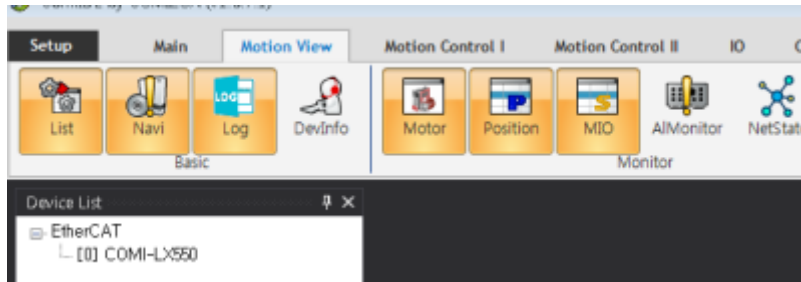 Setup Main Motion View Motion Control I Motion Control II IO
List Navi LOG Log DevInfo Motor Position MIO AlMonitor
Basic Monitor
Device List
EtherCAT
[0] COMI-LX550